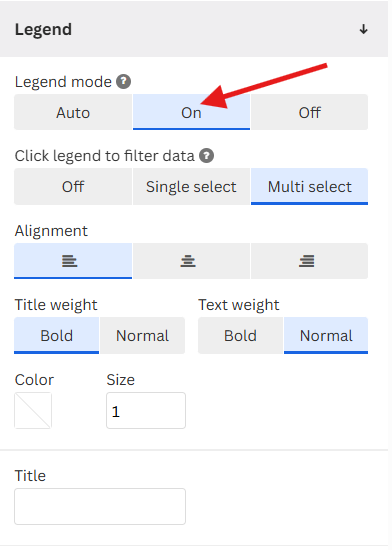 Legend
Legend mode ?
Auto On Off
Click legend to filter data ?
Off Single select Multi select
Alignment
Title weight Text weight
Bold Normal Bold Normal
Color Size
1
Title